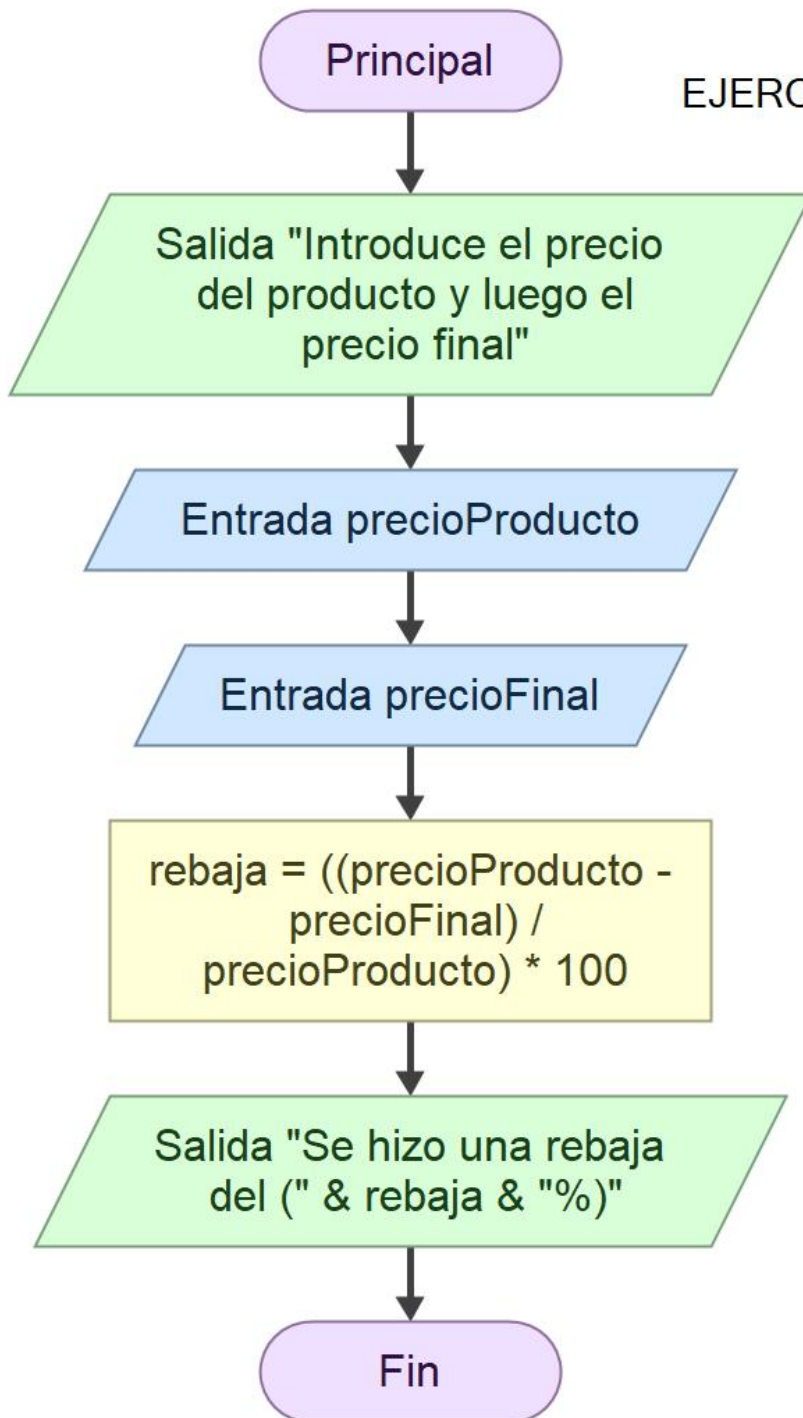 Principal
EJERC
Salida "Introduce el precio
del producto y luego el
precio final"
Entrada precioProducto
Entrada precioFinal
rebaja = ((precioProducto -
precioFinal) /
precioProducto) * 100
Salida "Se hizo una rebaja
del (" & rebaja & "%)"
Fin